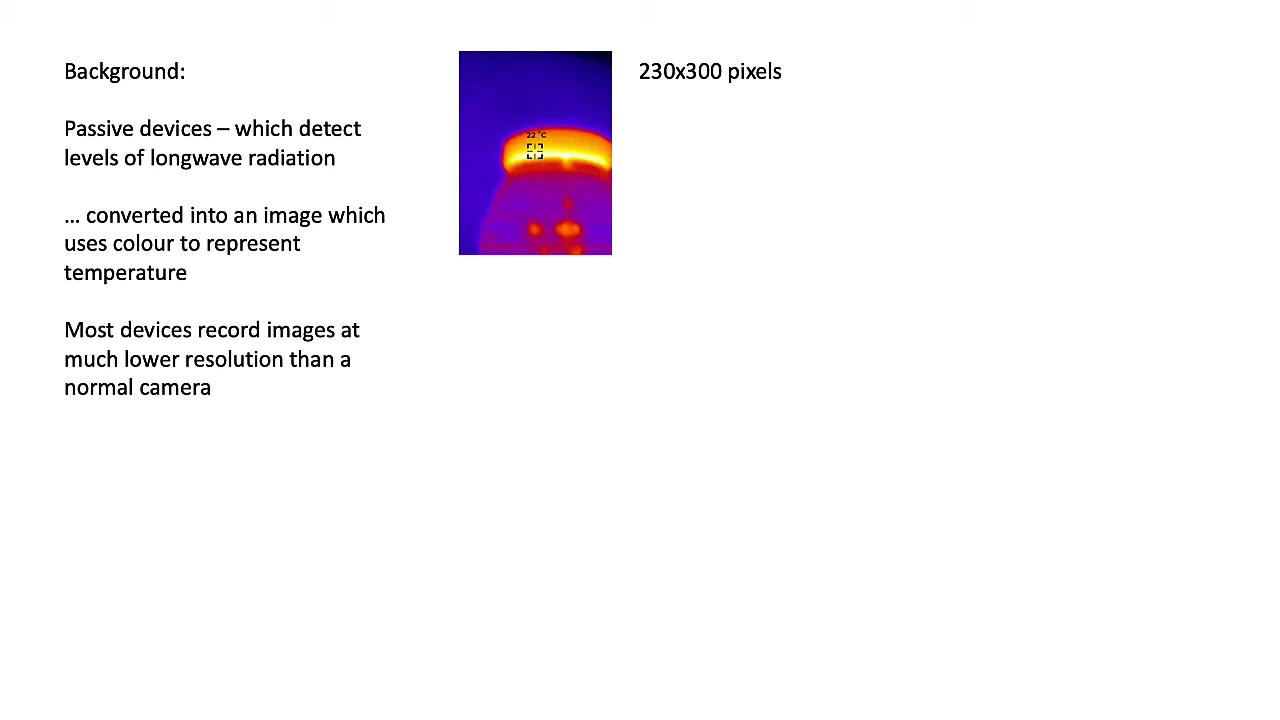 Background:
Passive devices – which detect
levels of longwave radiation
… converted into an image which
uses colour to represent
temperature
Most devices record images at
much lower resolution than a
normal camera
22 °C
230x300 pixels